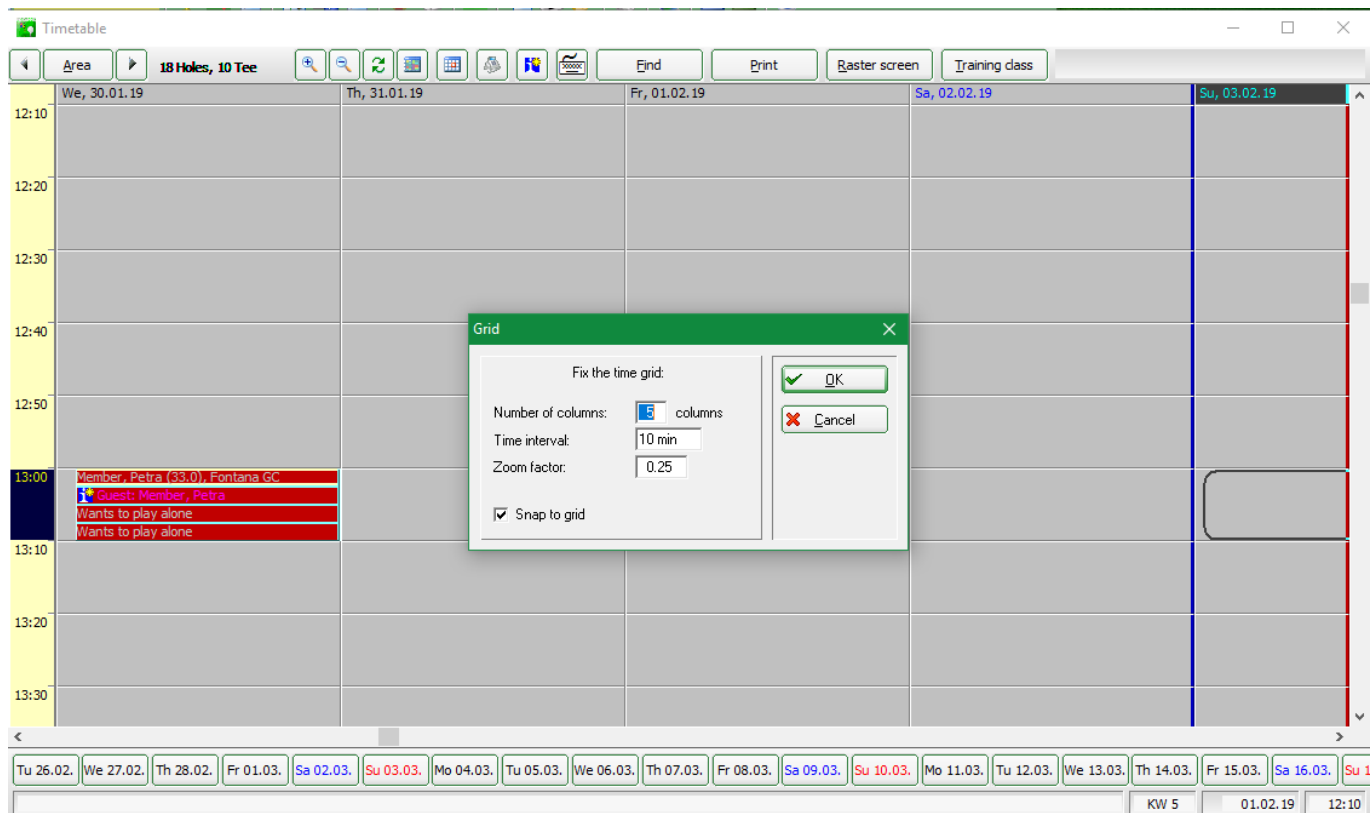 Timetable
Area 18 Holes, 10 Tee Find Print Raster screen Training class
We, 30.01.19 Th, 31.01.19 Fr, 01.02.19 Sa, 02.02.19 Su, 03.02.19
12:10
12:20
12:30
12:40
12:50
13:00
Member, Petra (33.0), Fontana GC
Guest: Member, Petra
Wants to play alone
Wants to play alone
13:10
13:20
13:30
Grid
Fix the time grid:
Number of columns: 5 columns
Time interval: 10 min
Zoom factor: 0.25
Snap to grid
OK
Cancel
Tu 26.02. We 27.02. Th 28.02. Fr 01.03. Sa 02.03. Su 03.03. Mo 04.03. Tu 05.03. We 06.03. Th 07.03. Fr 08.03. Sa 09.03. Su 10.03. Mo 11.03. Tu 12.03. We 13.03. Th 14.03. Fr 15.03. Sa 16.03. Su 1
KW 5 01.02.19 12:10